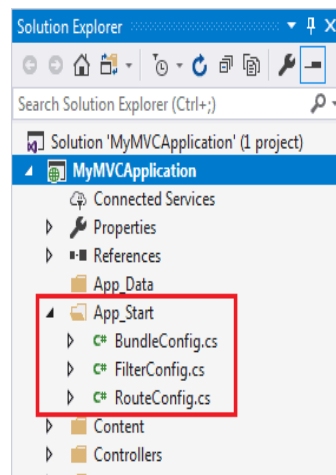 Solution Explorer
Search Solution Explorer (Ctrl+;)
Solution 'MyMVCApplication' (1 project)
MyMVCApplication
Connected Services
Properties
References
App_Data
App_Start
C# BundleConfig.cs
C# FilterConfig.cs
C# RouteConfig.cs
Content
Controllers